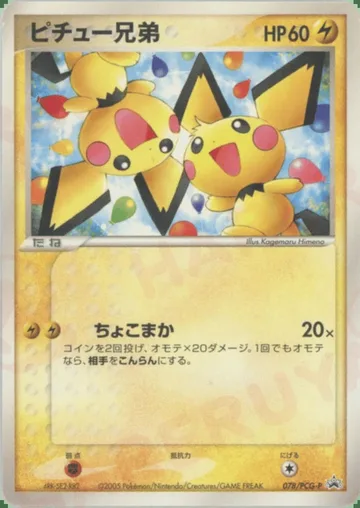 ピチュー兄弟 HP60
たね
Illus. Kagemaru Himeno
ちょこまか 20×
コインを2回投げ、オモテ×20ダメージ。1回でもオモテ
なら、相手をこんらんにする。
弱点 抵抗力 にげる
©2005 Pokémon/Nintendo/Creatures/GAME FREAK
078/PCG-P